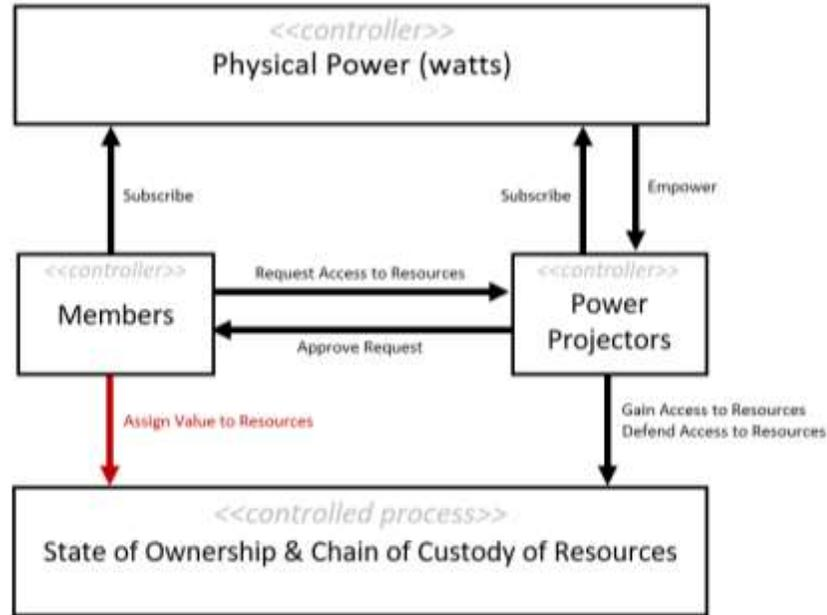 <<controller>>
Physical Power (watts)
Subscribe
Subscribe
Empower
<<controller>>
Members
Request Access to Resources
Approve Request
<<controller>>
Power
Projectors
Assign Value to Resources
Gain Access to Resources
Defend Access to Resources
<<controlled process>>
State of Ownership & Chain of Custody of Resources